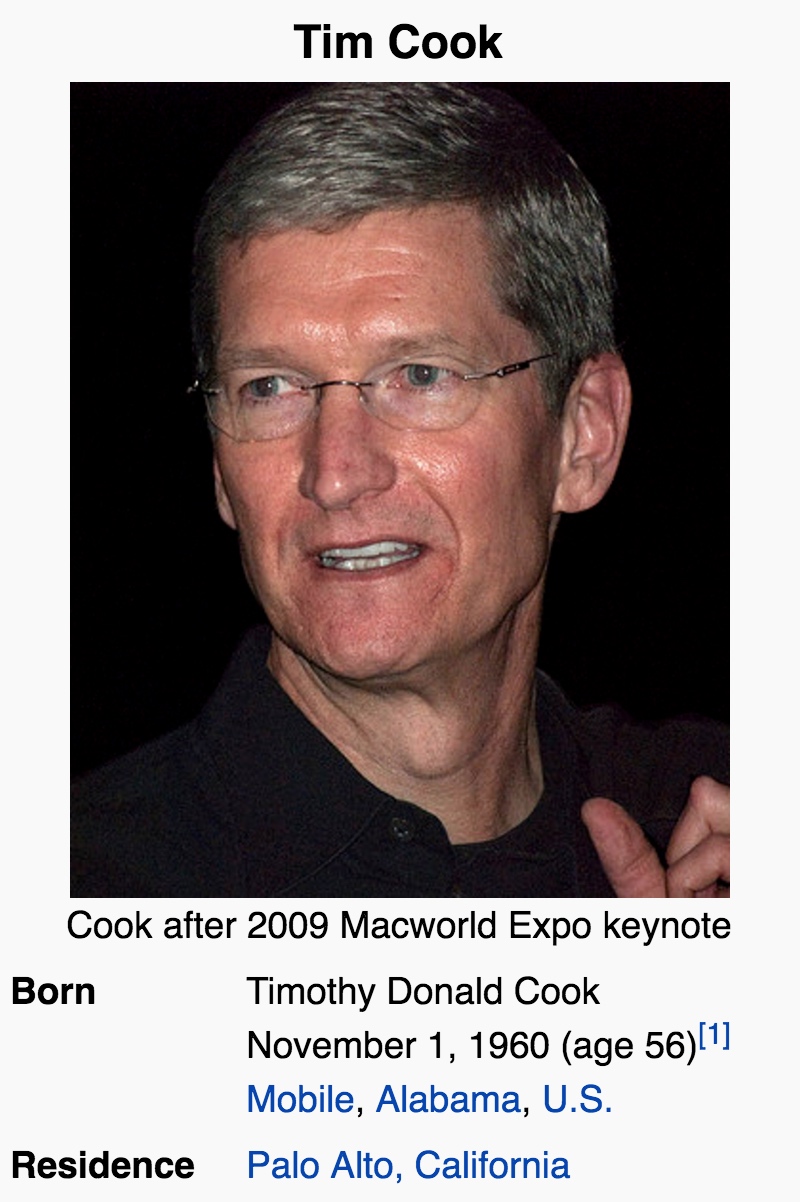 Tim Cook
Cook after 2009 Macworld Expo keynote
Born Timothy Donald Cook
November 1, 1960 (age 56)[1]
Mobile, Alabama, U.S.
Residence Palo Alto, California